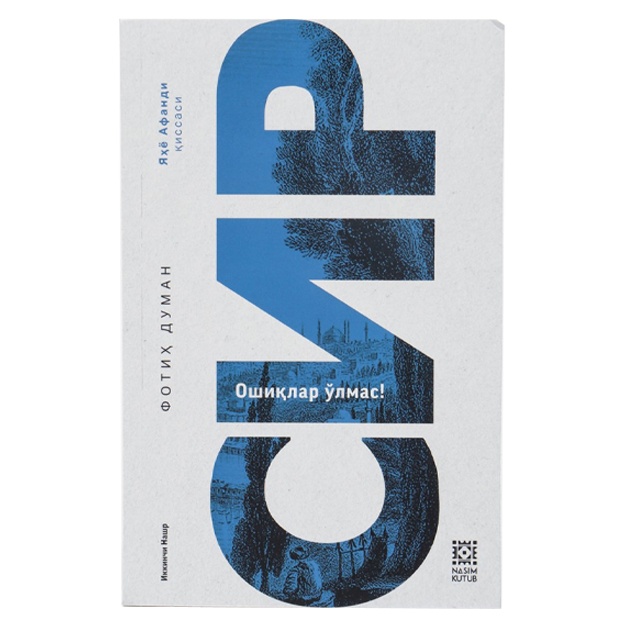 СИР
Ошиқлар ўлмас!
Яҳё Афанди
қиссаси
ФОТИҲ ДУМАН
Иккинчи Нашр
NASIM
KUTUB